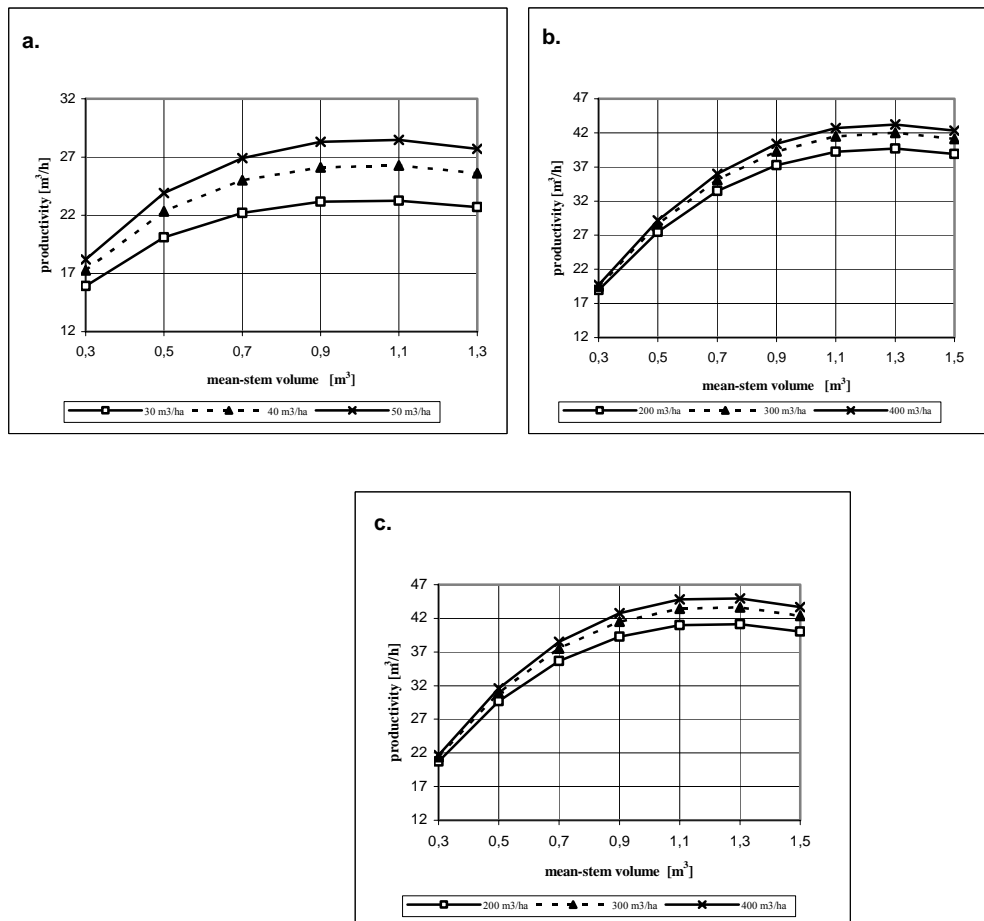 a.
productivity [m³/h]
32
27
22
17
12
0,3 0,5 0,7 0,9 1,1 1,3
mean-stem volume [m³]
30 m3/ha 40 m3/ha 50 m3/ha
b.
productivity [m³/h]
47
42
37
32
27
22
17
12
0,3 0,5 0,7 0,9 1,1 1,3 1,5
mean-stem volume [m³]
200 m3/ha 300 m3/ha 400 m3/ha
c.
productivity [m³/h]
47
42
37
32
27
22
17
12
0,3 0,5 0,7 0,9 1,1 1,3 1,5
mean-stem volume [m³]
200 m3/ha 300 m3/ha 400 m3/ha